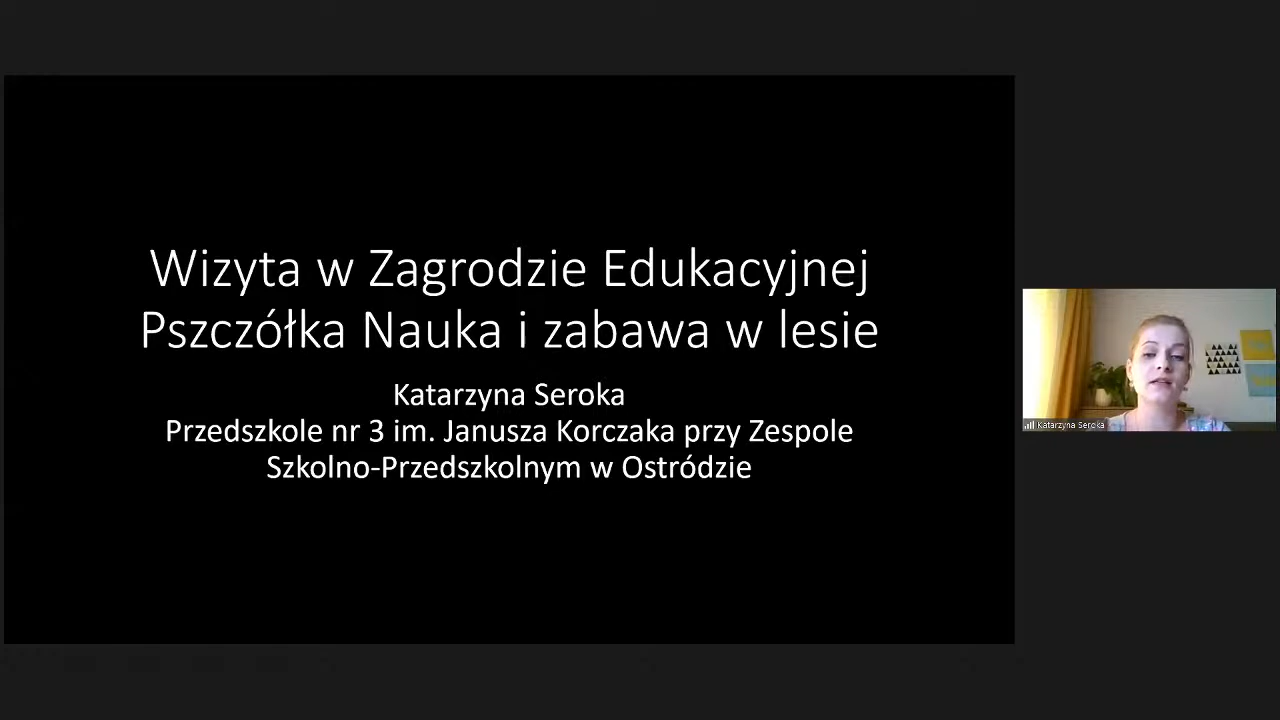 Wizyta w Zagrodzie Edukacyjnej
Pszczółka Nauka i zabawa w lesie
Katarzyna Seroka
Przedszkole nr 3 im. Janusza Korczaka przy Zespole
Szkolno-Przedszkolnym w Ostródzie
Katarzyna Seroka